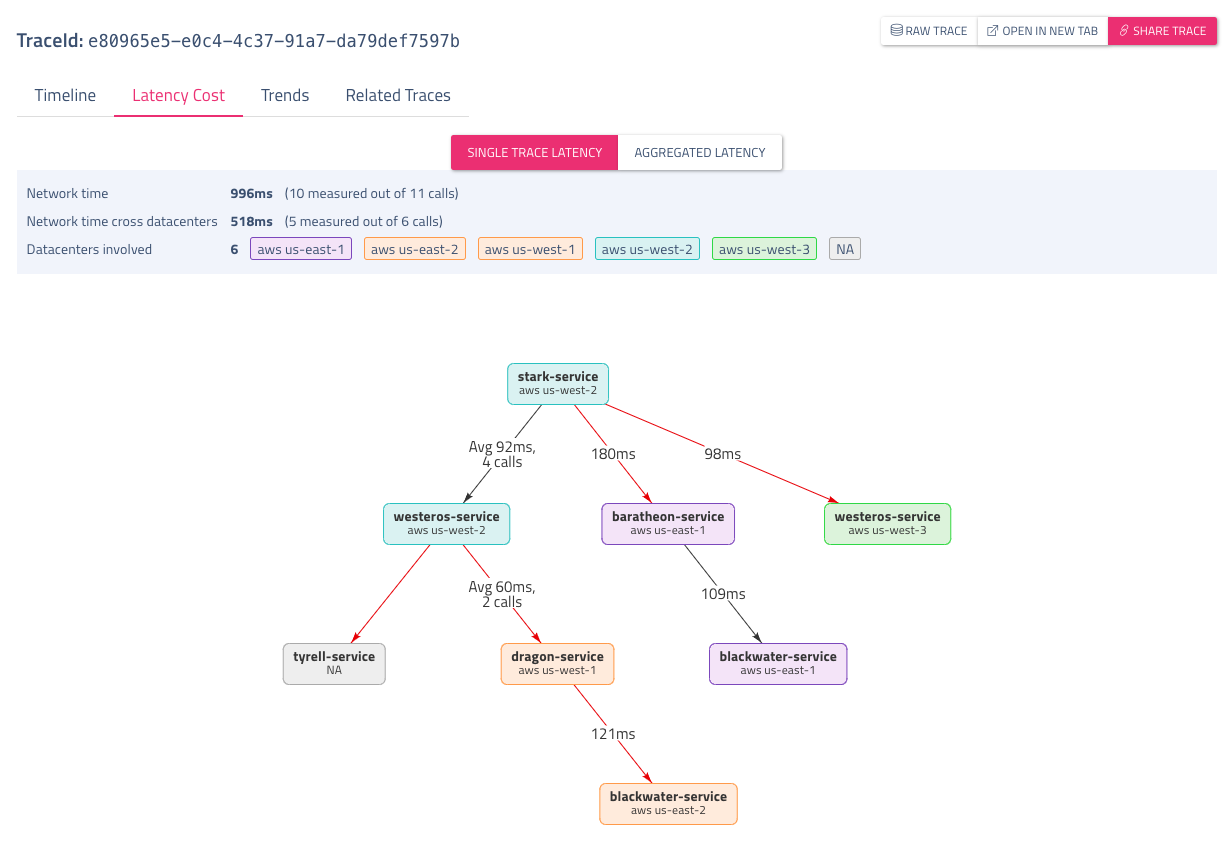 TraceId: e80965e5-e0c4-4c37-91a7-da79def7597b
RAW TRACE
OPEN IN NEW TAB
SHARE TRACE
Timeline
Latency Cost
Trends
Related Traces
SINGLE TRACE LATENCY
AGGREGATED LATENCY
Network time 996ms (10 measured out of 11 calls)
Network time cross datacenters 518ms (5 measured out of 6 calls)
Datacenters involved 6 aws us-east-1 aws us-east-2 aws us-west-1 aws us-west-2 aws us-west-3 NA
stark-service
aws us-west-2
Avg 92ms,
4 calls
180ms
98ms
westeros-service
aws us-west-2
baratheon-service
aws us-east-1
westeros-service
aws us-west-3
Avg 60ms,
2 calls
109ms
tyrell-service
NA
dragon-service
aws us-west-1
blackwater-service
aws us-east-1
121ms
blackwater-service
aws us-east-2